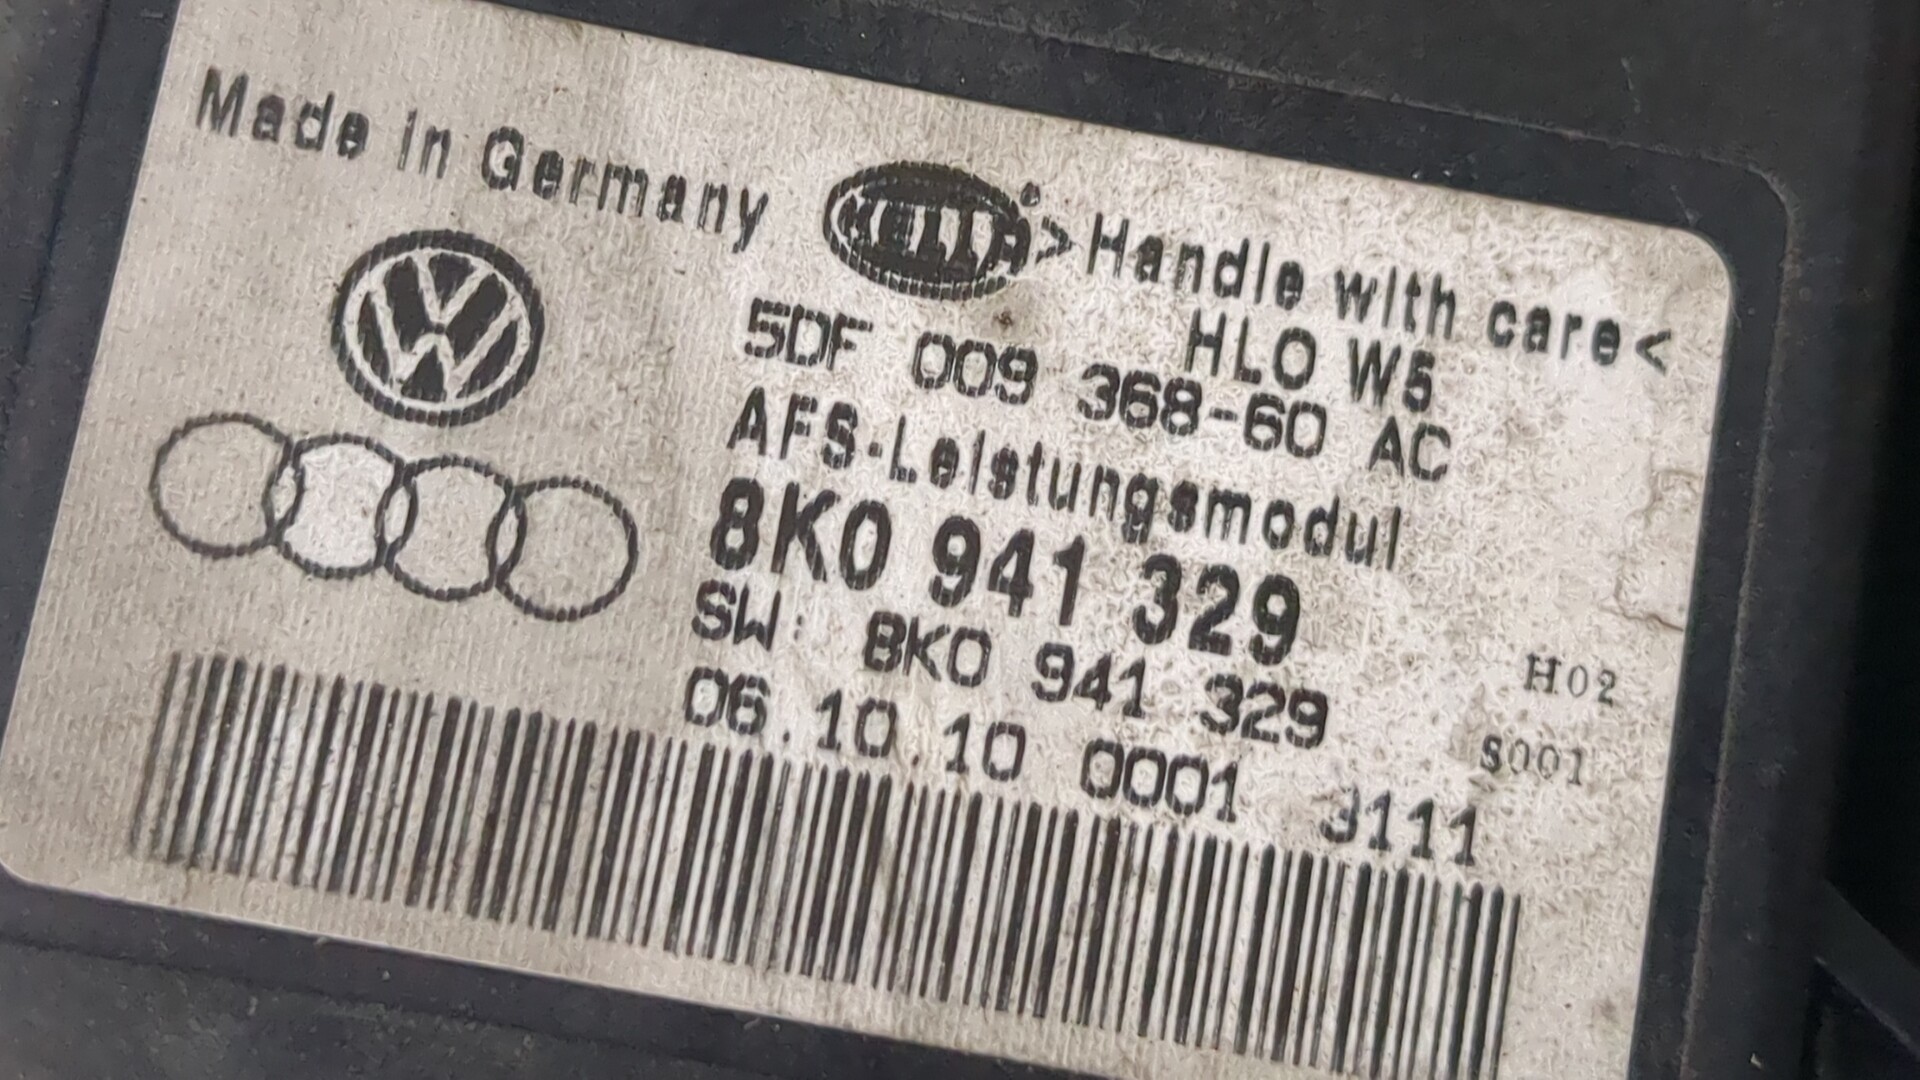 Made in Germany HELLA >Handle with care<
HLO W5
5DF 009 368-60 AC
AFS-Leistungsmodul
8K0 941 329
SW: 8K0 941 329 H02
06.10.10 0001 3111 S001